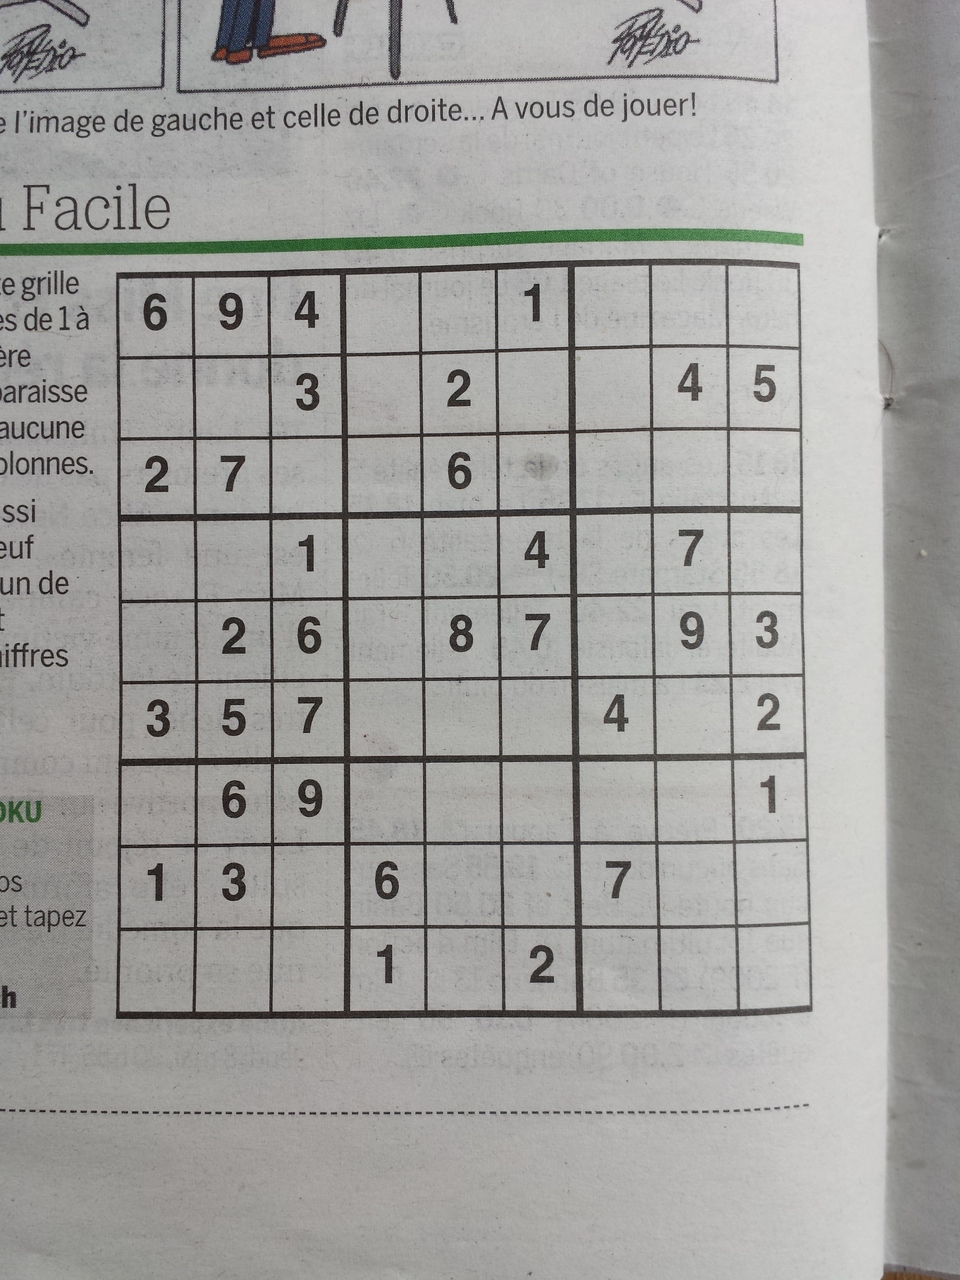 e l'image de gauche et celle de droite... A vous de jouer!
Facile
e grille
es de 1 à
ère
paraisse
aucune
olonnes.
ssi
euf
un de
t
iffres
OKU
os
et tapez
h
6 9 4 1
3 2 4 5
2 7 6
1 4 7
2 6 8 7 9 3
3 5 7 4 2
6 9 1
1 3 6 7
1 2